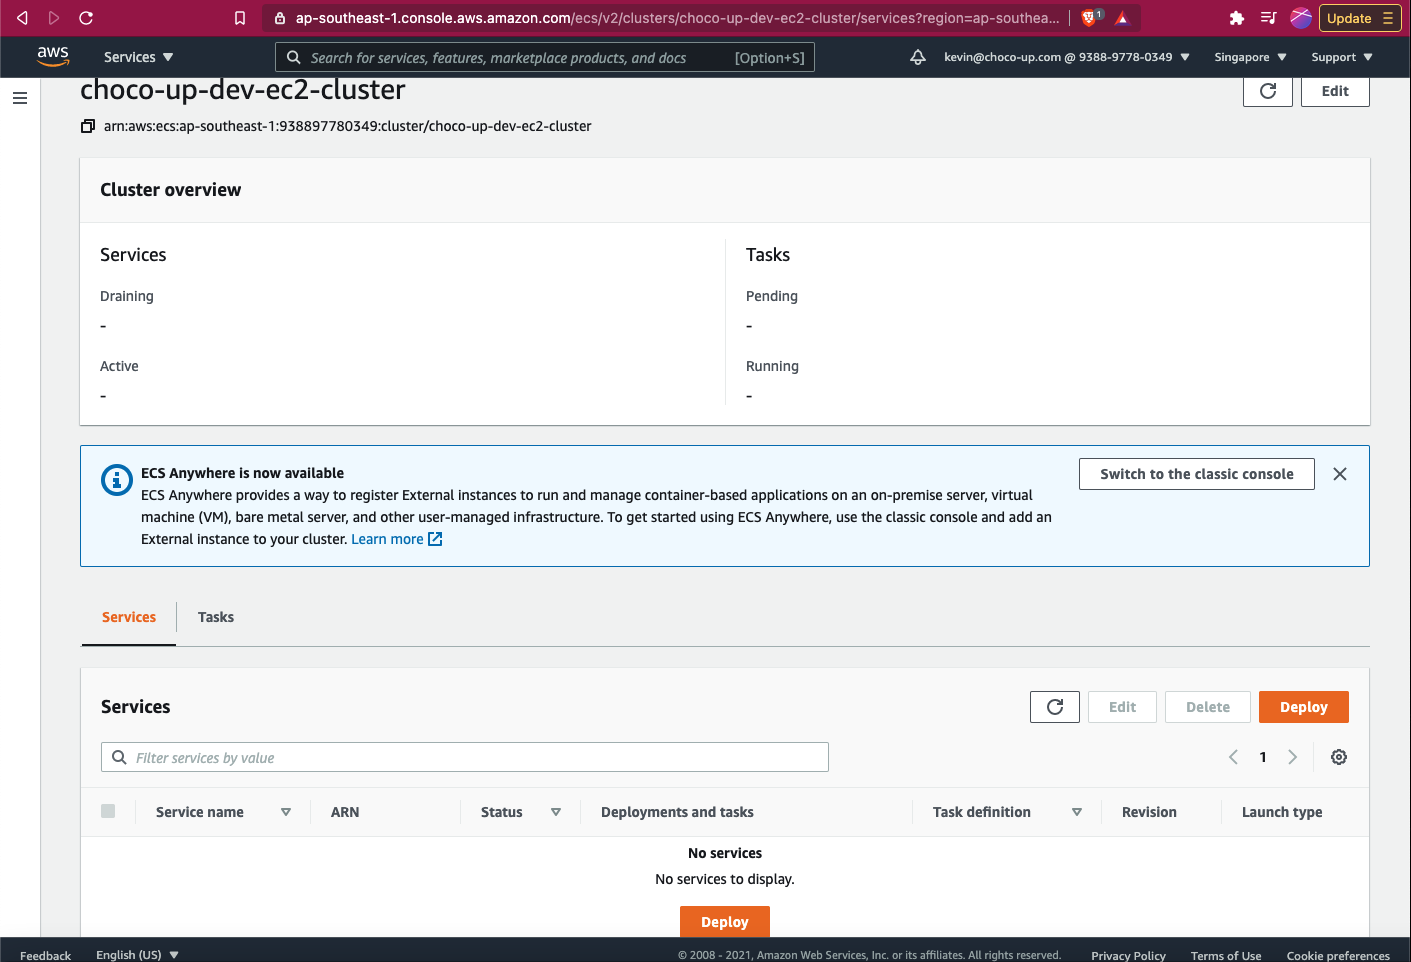 ap-southeast-1.console.aws.amazon.com/ecs/v2/clusters/choco-up-dev-ec2-cluster/services?region=ap-southea...
1
Update
aws
Services
Search for services, features, marketplace products, and docs
[Option+S]
kevin@choco-up.com @ 9388-9778-0349
Singapore
Support
choco-up-dev-ec2-cluster
Edit
arn:aws:ecs:ap-southeast-1:938897780349:cluster/choco-up-dev-ec2-cluster
Cluster overview
Services
Draining
-
Active
-
Tasks
Pending
-
Running
-
ECS Anywhere is now available
ECS Anywhere provides a way to register External instances to run and manage container-based applications on an on-premise server, virtual
machine (VM), bare metal server, and other user-managed infrastructure. To get started using ECS Anywhere, use the classic console and add an
External instance to your cluster. Learn more
Switch to the classic console
Services
Tasks
Services
Edit
Delete
Deploy
Filter services by value
1
Service name
ARN
Status
Deployments and tasks
Task definition
Revision
Launch type
No services
No services to display.
Deploy
Feedback
English (US)
© 2008 - 2021, Amazon Web Services, Inc. or its affiliates. All rights reserved.
Privacy Policy
Terms of Use
Cookie preferences